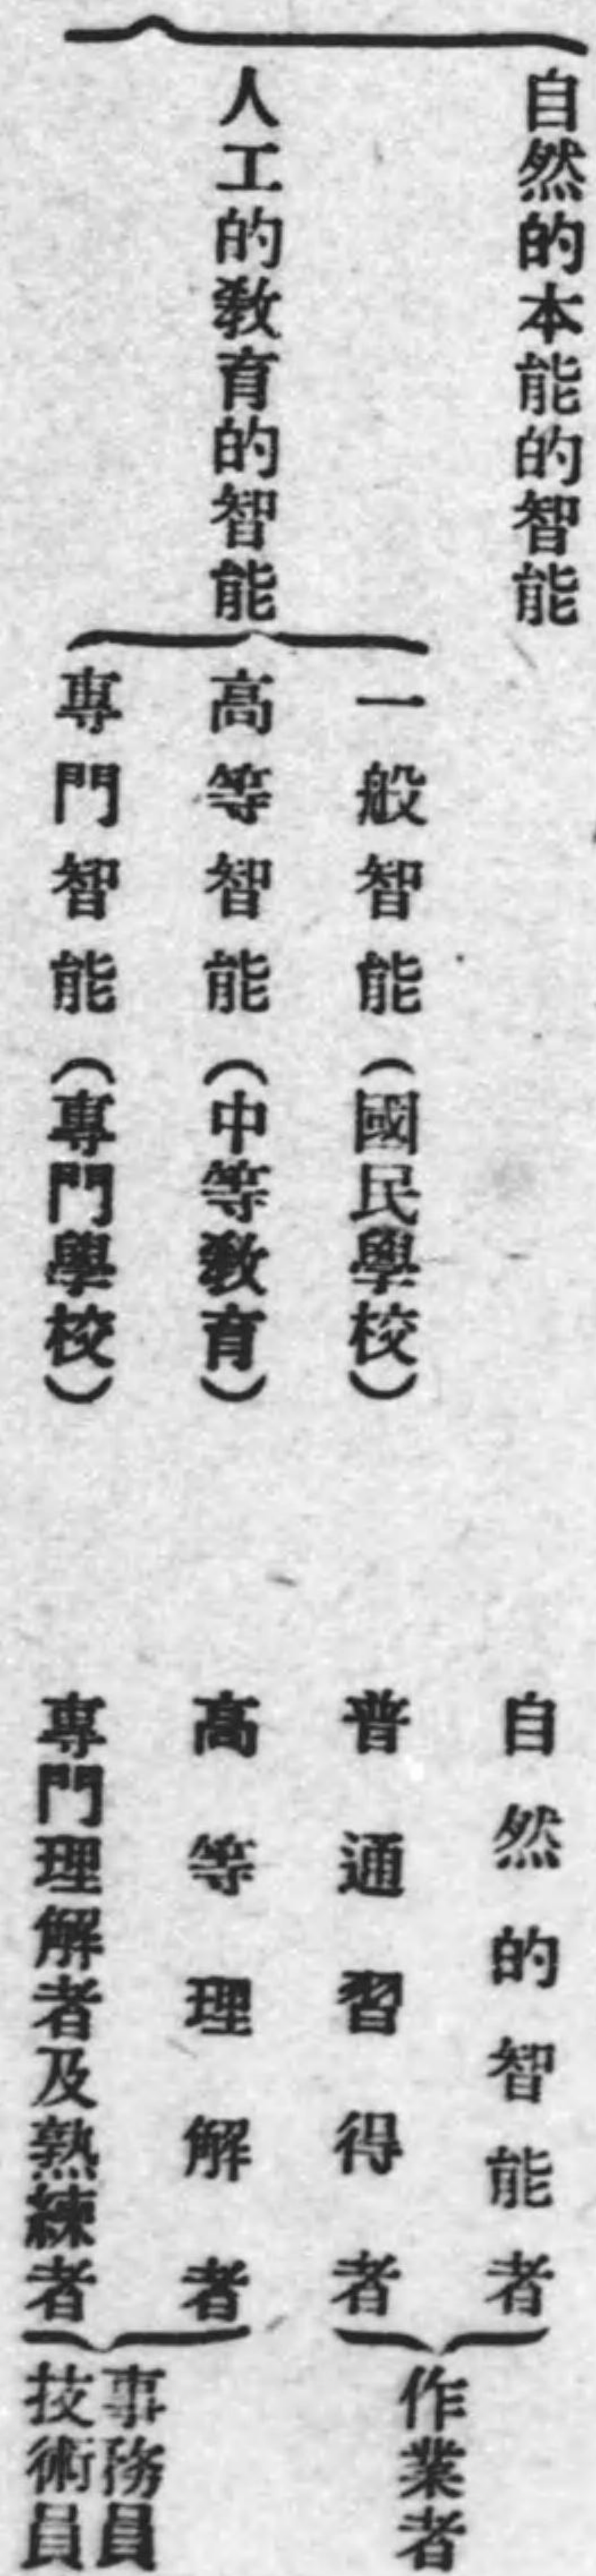 自然的本能的智能
人工的敎育的智能
一般智能(國民學校)
高等智能(中等敎育)
專門智能(專門學校)
自然的智能者
普通習得者
高等理解者
專門理解者及熟練者
作業者
事務員
技術員